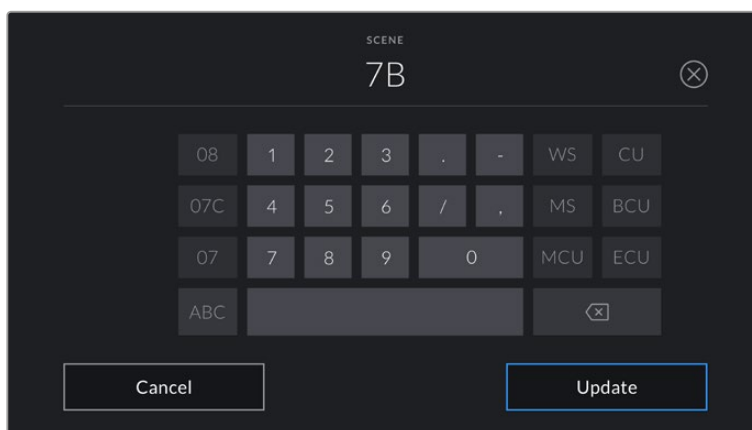 SCENE
7B
08 1 2 3 . - WS CU
07C 4 5 6 / , MS BCU
07 7 8 9 0 MCU ECU
ABC
Cancel Update